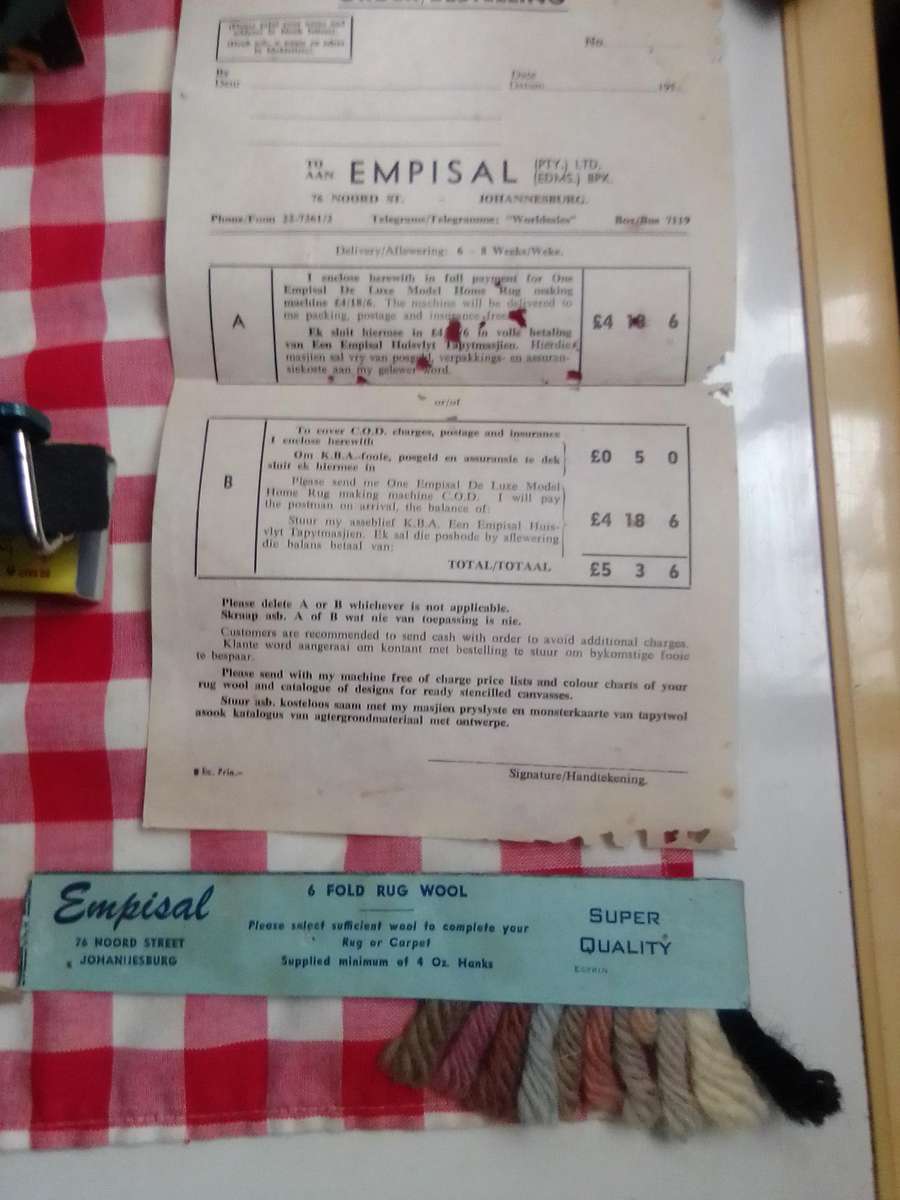 ORDER/BESTELLING
No.
By
Deur
Date
Datum 195
TO
AAN EMPISAL (PTY.) LTD.
(EDMS.) BPK.
76 NOORD ST. - JOHANNESBURG.
Phone/Foon 23-7361/2 Telegrams/Telegramme: "Worldsales" Box/Bus 7119
Delivery/Aflewering: 6 - 8 Weeks/Weke.
A
I enclose herewith in full payment for One
Empisal De Luxe Model Home Rug making
machine £4/18/6. The machine will be delivered to
me packing, postage and insurance free.
Ek sluit hiermee in £4 /6 in volle betaling
van Een Empisal Huisvlyt Tapytmasjien. Hierdie
masjien sal vry van posgeld, verpakkings- en assuran-
siekoste aan my gelewer word.
£4 18 6
or/of
B
To cover C.O.D. charges, postage and insurance
I enclose herewith
Om K.B.A.-fooie, posgeld en assuransie te dek
sluit ek hiermee in
£0 5 0
Please send me One Empisal De Luxe Model
Home Rug making machine C.O.D. I will pay
the postman on arrival, the balance of:
Stuur my asseblief K.B.A. Een Empisal Huis-
vlyt Tapytmasjien. Ek sal die posbode by aflewering
die balans betaal van:
£4 18 6
TOTAL/TOTAAL £5 3 6
Please delete A or B whichever is not applicable.
Skraap asb. A of B wat nie van toepassing is nie.
Customers are recommended to send cash with order to avoid additional charges.
Klante word aangeraai om kontant met bestelling te stuur om bykomstige fooie
te bespaar.
Please send with my machine free of charge price lists and colour charts of your
rug wool and catalogue of designs for ready stencilled canvasses.
Stuur asb. kosteloos saam met my masjien pryslyste en monsterkaarte van tapytwol
asook katalogus van agtergrondmateriaal met ontwerpe.
Signature/Handtekening.
Empisal
76 NOORD STREET
JOHANNESBURG
6 FOLD RUG WOOL
Please select sufficient wool to complete your
Rug or Carpet
Supplied minimum of 4 Oz. Hanks
SUPER
QUALITY